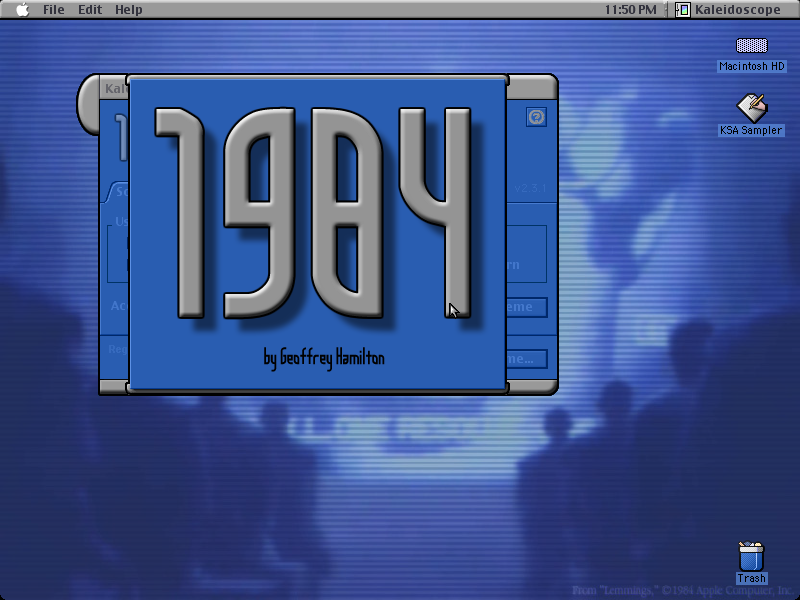 File Edit Help
11:50 PM
Kaleidoscope
Macintosh HD
KSA Sampler
1984
by Geoffrey Hamilton
v2.3.1
Trash
From "Lemmings," ©1984 Apple Computer, Inc.